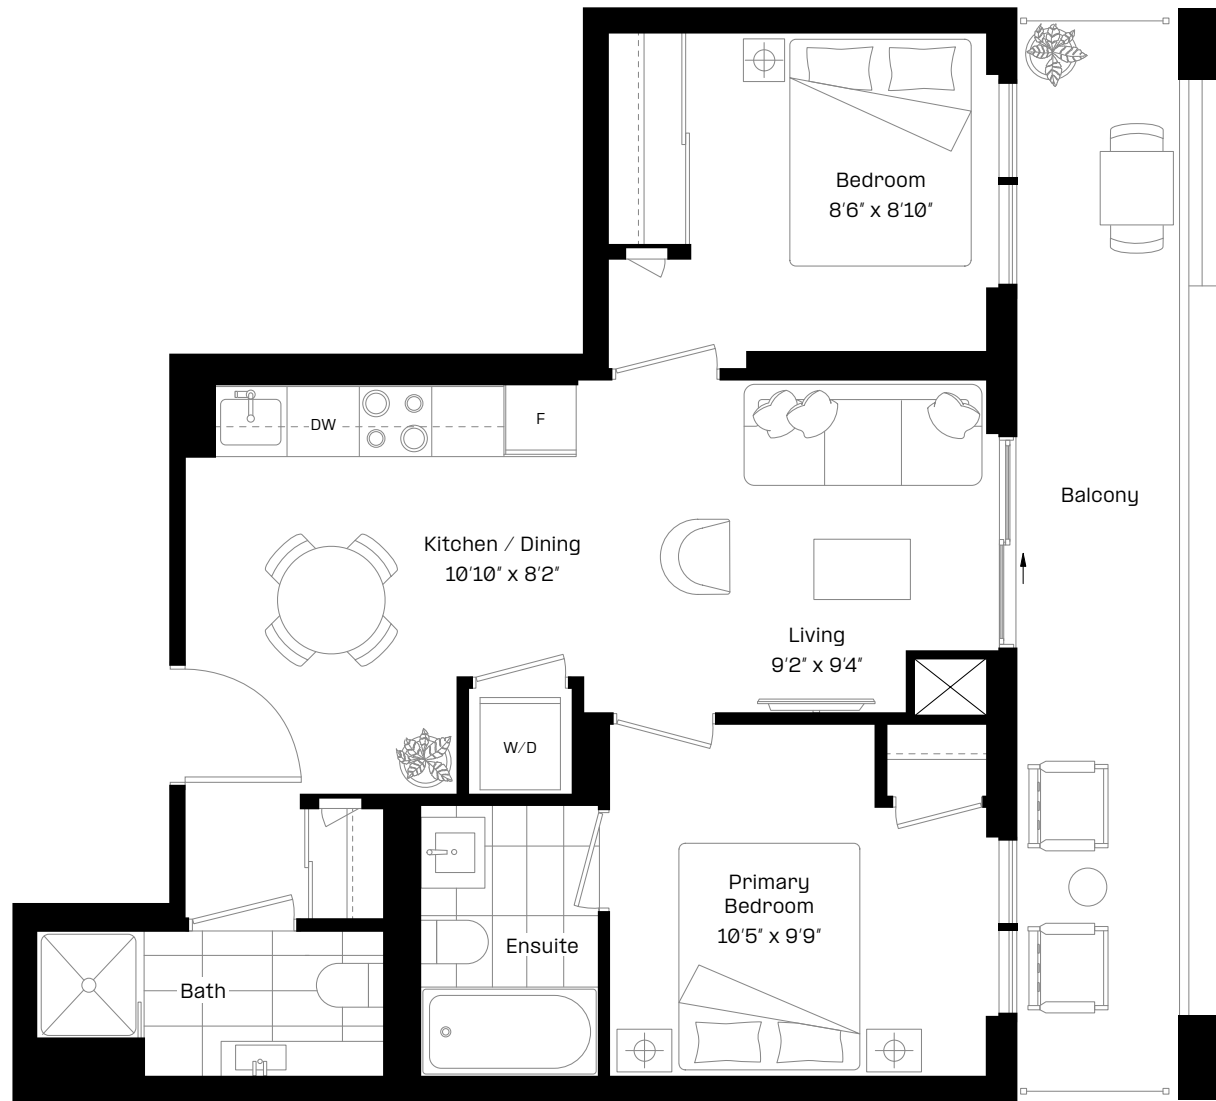 Bedroom
8'6" x 8'10"
DW
F
Balcony
Kitchen / Dining
10'10" x 8'2"
Living
9'2" x 9'4"
W/D
Primary
Bedroom
10'5" x 9'9"
Ensuite
Bath